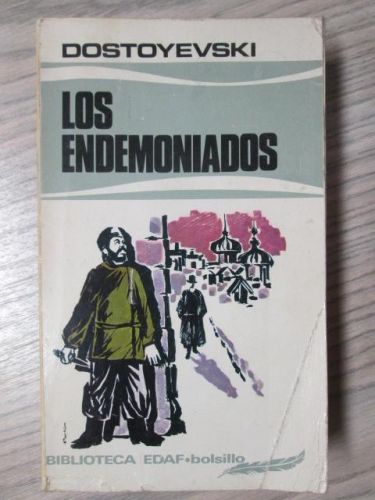 DOSTOYEVSKI
LOS
ENDEMONIADOS
BIBLIOTECA EDAF•bolsillo